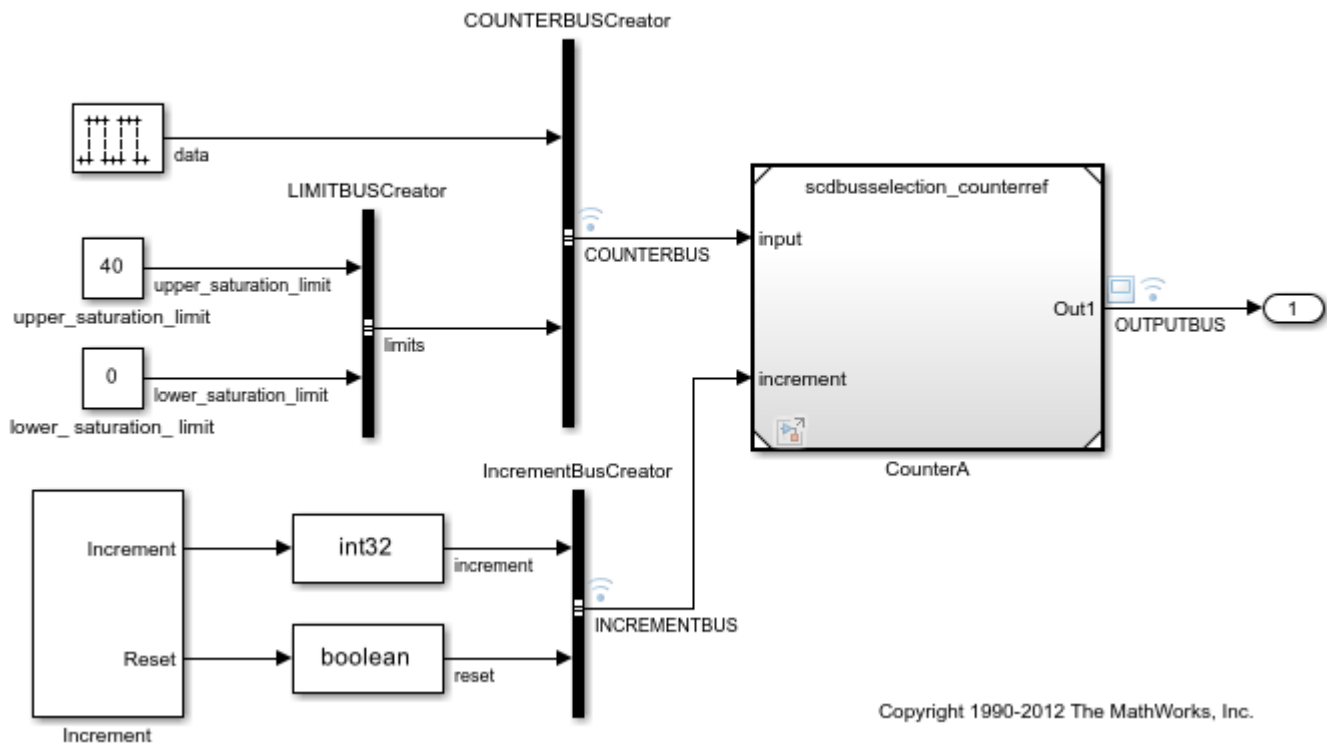 COUNTERBUSCreator
data
LIMITBUSCreator
scdbusselection_counterref
40
upper_saturation_limit
upper_saturation_limit
input
COUNTERBUS
limits
Out1
OUTPUTBUS
1
0
lower_saturation_limit
lower_ saturation_ limit
increment
CounterA
IncrementBusCreator
Increment
int32
increment
INCREMENTBUS
Reset
boolean
reset
Increment
Copyright 1990-2012 The MathWorks, Inc.